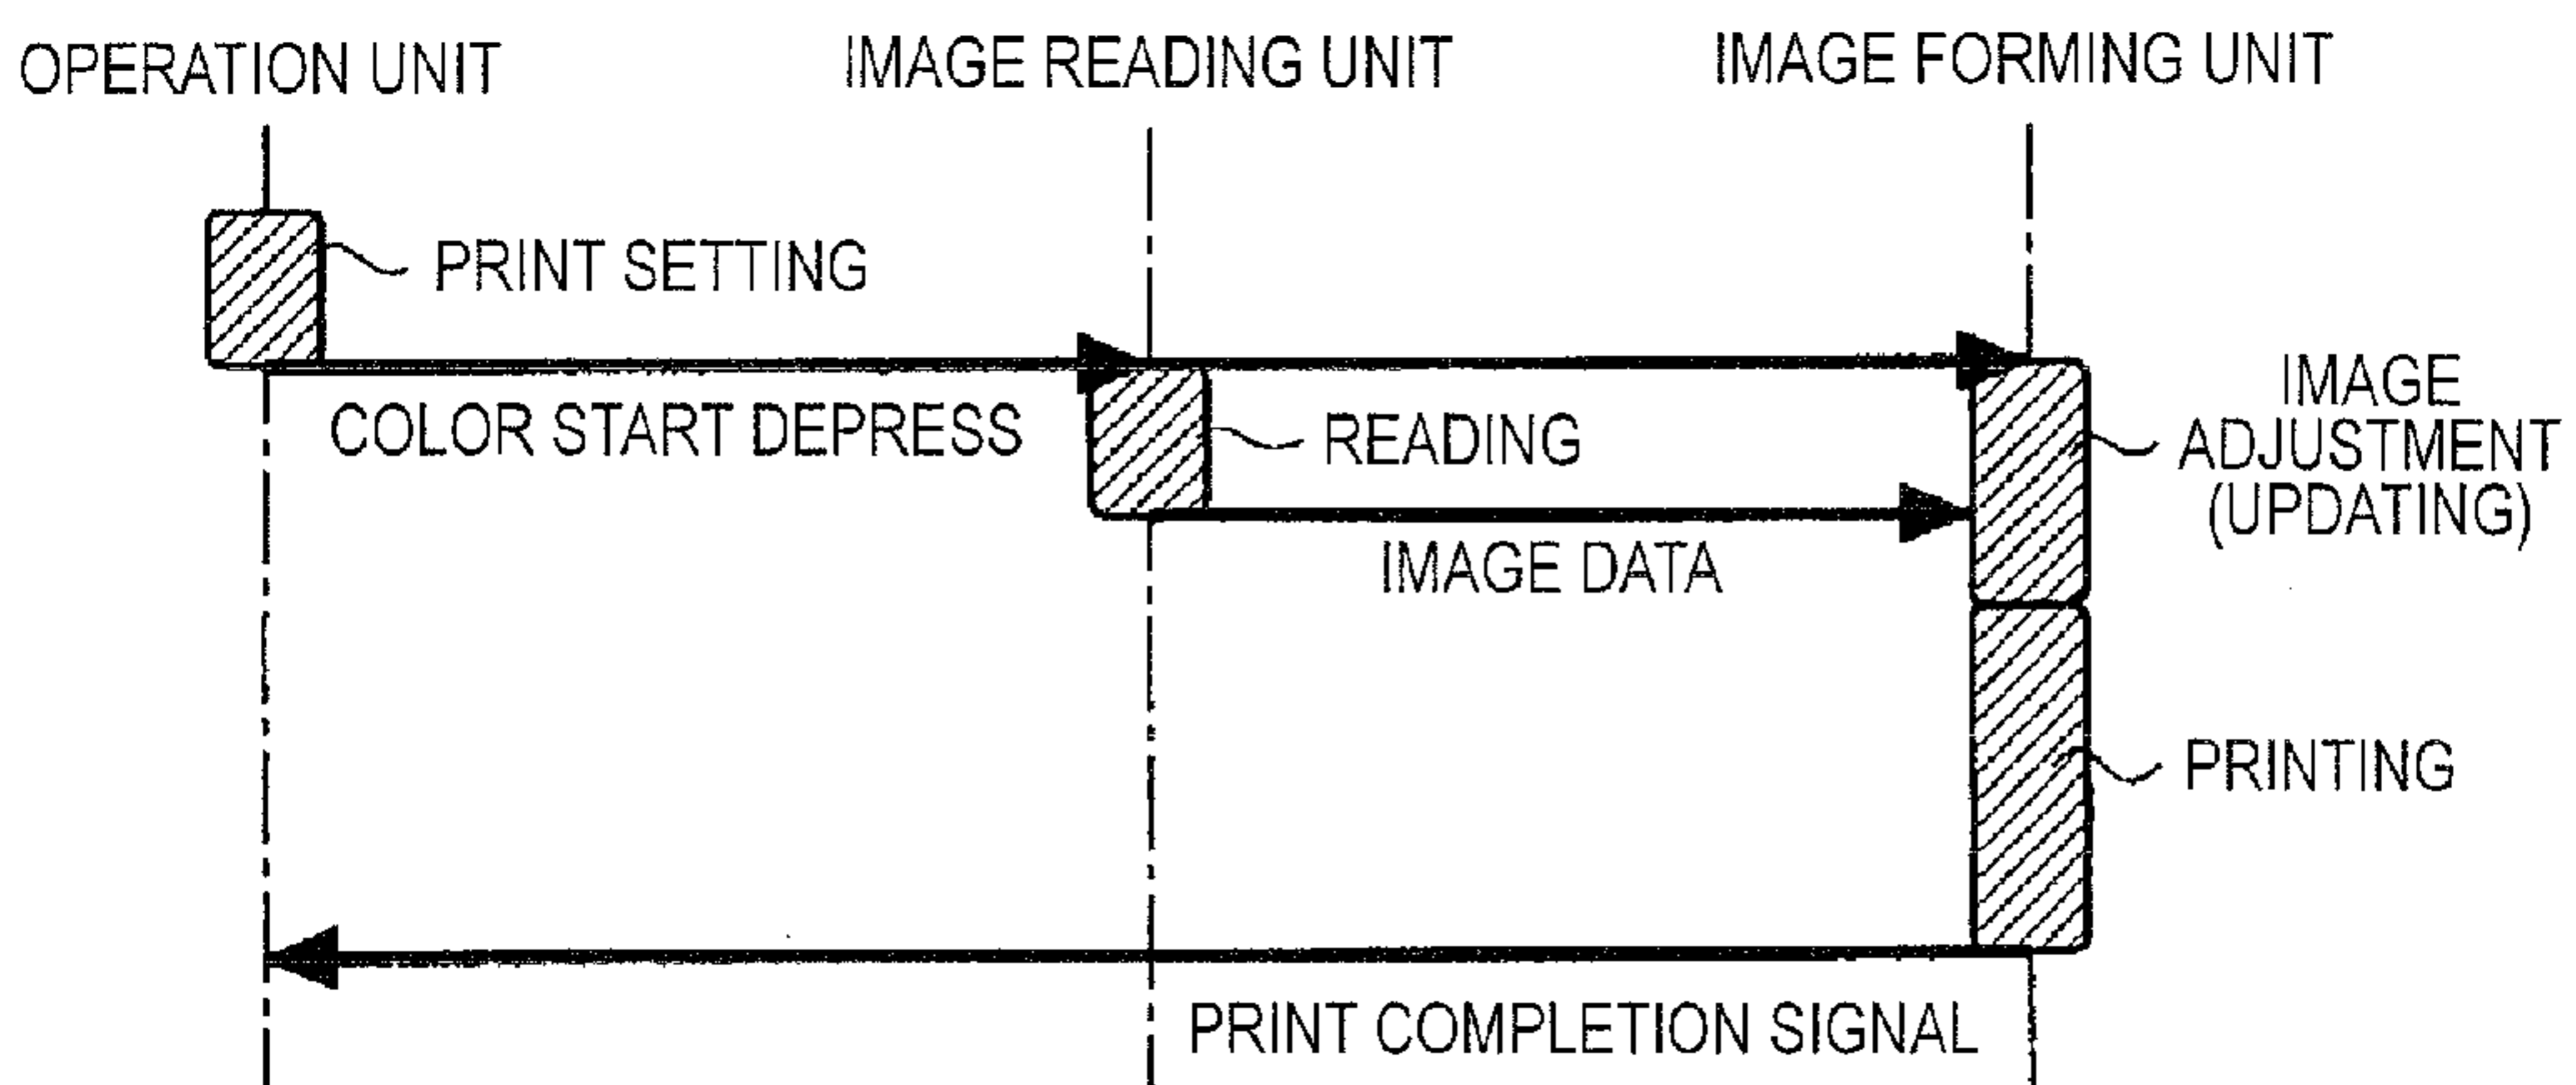 OPERATION UNIT
IMAGE READING UNIT
IMAGE FORMING UNIT
PRINT SETTING
COLOR START DEPRESS
READING
IMAGE
ADJUSTMENT
(UPDATING)
IMAGE DATA
PRINTING
PRINT COMPLETION SIGNAL